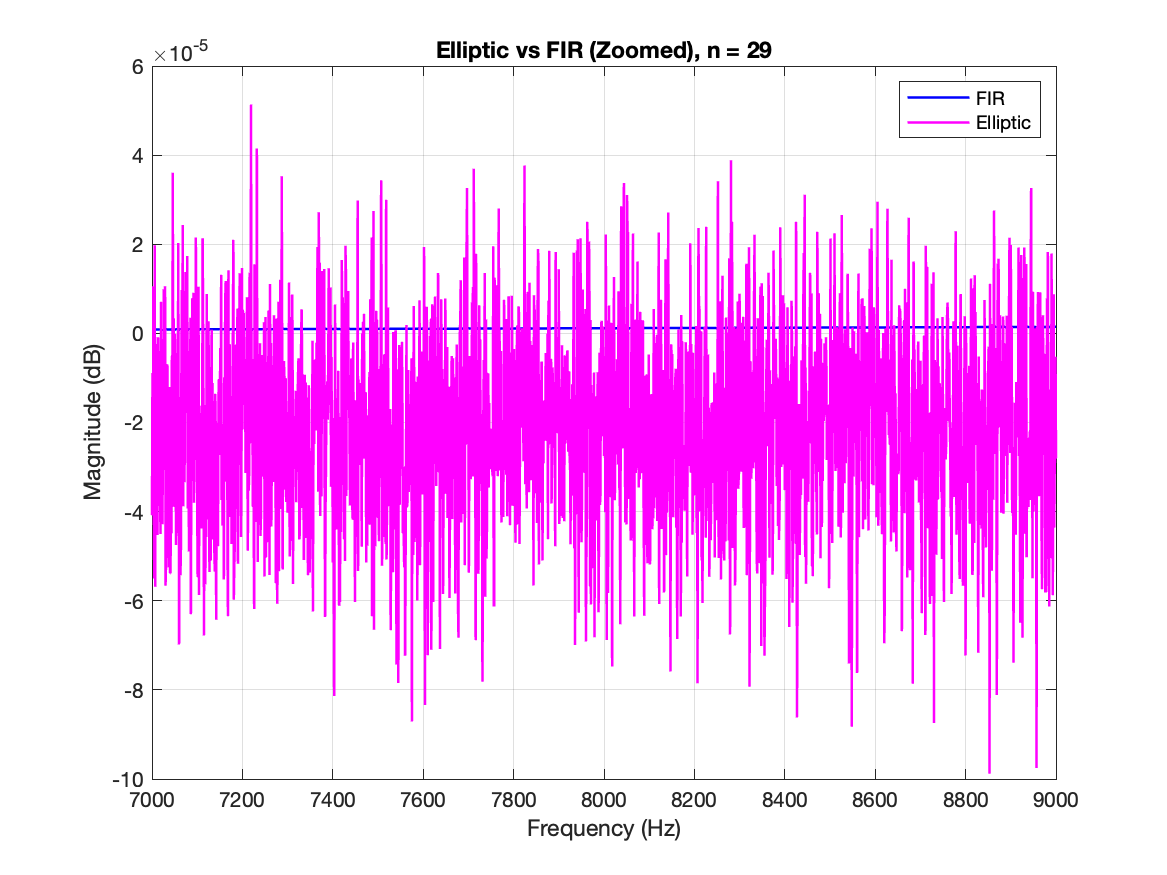 Elliptic vs FIR (Zoomed), n = 29
×10-5
FIR
Elliptic
6
4
2
0
-2
-4
-6
-8
-10
Magnitude (dB)
7000 7200 7400 7600 7800 8000 8200 8400 8600 8800 9000
Frequency (Hz)